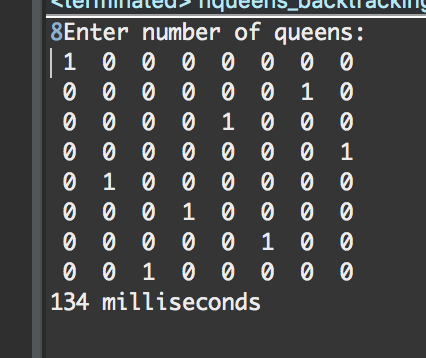 <terminated> nqueens_backtracking
8Enter number of queens:
1 0 0 0 0 0 0 0
0 0 0 0 0 0 1 0
0 0 0 0 1 0 0 0
0 0 0 0 0 0 0 1
0 1 0 0 0 0 0 0
0 0 0 1 0 0 0 0
0 0 0 0 0 1 0 0
0 0 1 0 0 0 0 0
134 milliseconds